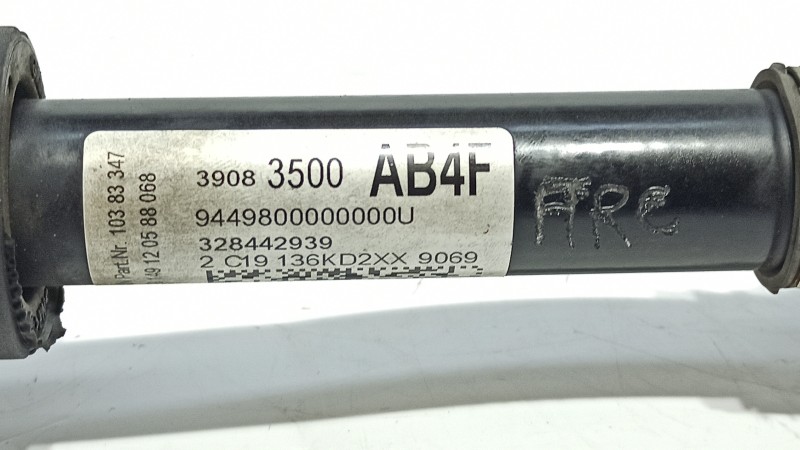 Part.Nr. 103 83 347
49 12 05 88 068
3908 3500 AB4F
9449800000000U
328442939
2 C19 136KD2XX 9069
ARC